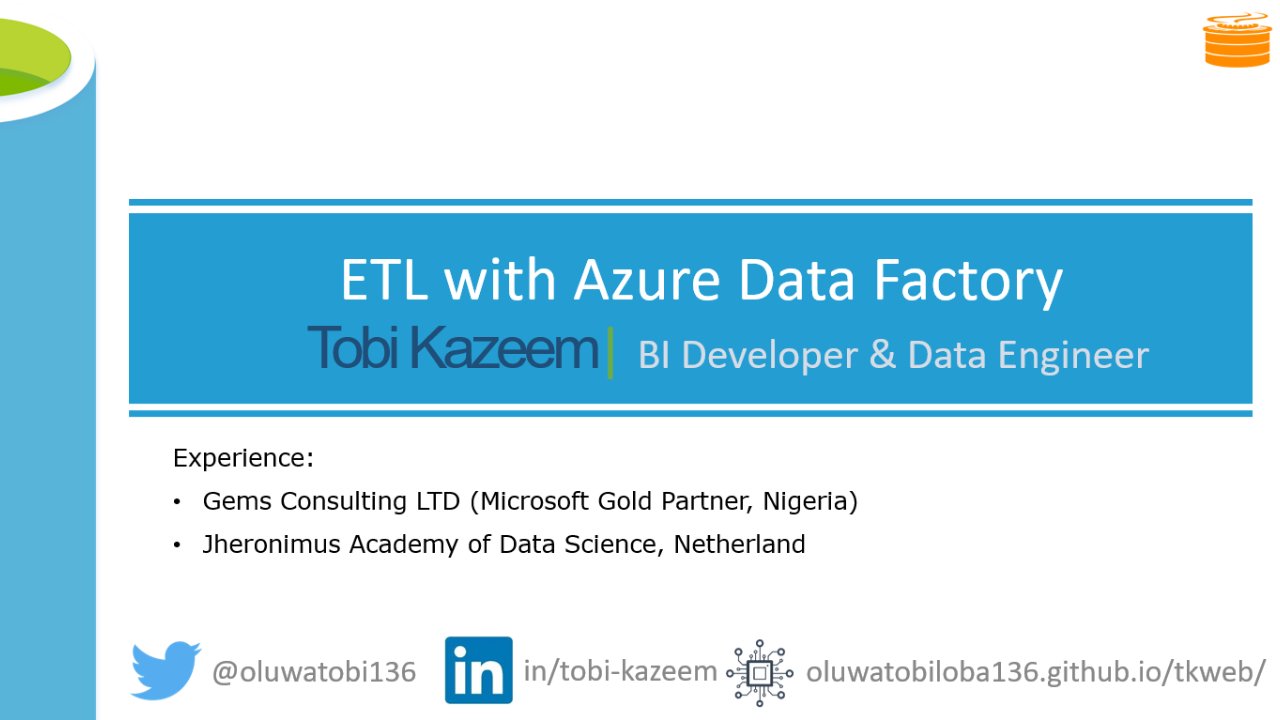 ETL with Azure Data Factory
Tobi Kazeem| BI Developer & Data Engineer
Experience:
• Gems Consulting LTD (Microsoft Gold Partner, Nigeria)
• Jheronimus Academy of Data Science, Netherland
@oluwatobi136 in in/tobi-kazeem oluwatobiloba136.github.io/tkweb/